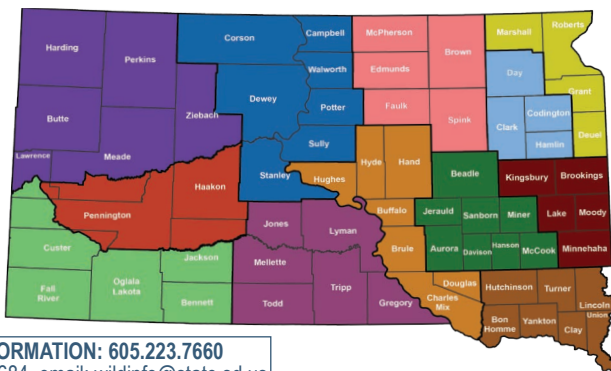 Harding
Perkins
Corson
Campbell
McPherson
Brown
Marshall
Roberts
Walworth
Edmunds
Day
Grant
Butte
Ziebach
Dewey
Potter
Faulk
Spink
Clark
Codington
Hamlin
Deuel
Lawrence
Meade
Sully
Hyde
Hand
Stanley
Hughes
Beadle
Kingsbury
Brookings
Pennington
Haakon
Buffalo
Jerauld
Sanborn
Miner
Lake
Moody
Jones
Lyman
Custer
Jackson
Brule
Aurora
Davison
Hanson
McCook
Minnehaha
Mellette
Fall
River
Oglala
Lakota
Bennett
Todd
Tripp
Gregory
Charles
Mix
Douglas
Hutchinson
Turner
Lincoln
Union
Bon
Homme
Yankton
Clay
ORMATION: 605.223.7660